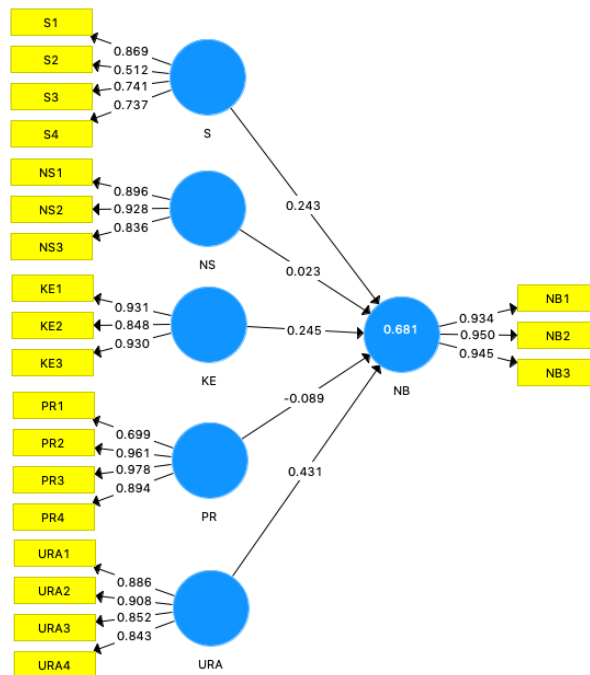 S1
S2
S3
S4
0.869
0.512
0.741
0.737
S
0.243
NS1
NS2
NS3
0.896
0.928
0.836
NS
0.023
KE1
KE2
KE3
0.931
0.848
0.930
KE
0.245
PR1
PR2
PR3
PR4
0.699
0.961
0.978
0.894
PR
-0.089
URA1
URA2
URA3
URA4
0.886
0.908
0.852
0.843
URA
0.431
0.681
NB
0.934
0.950
0.945
NB1
NB2
NB3